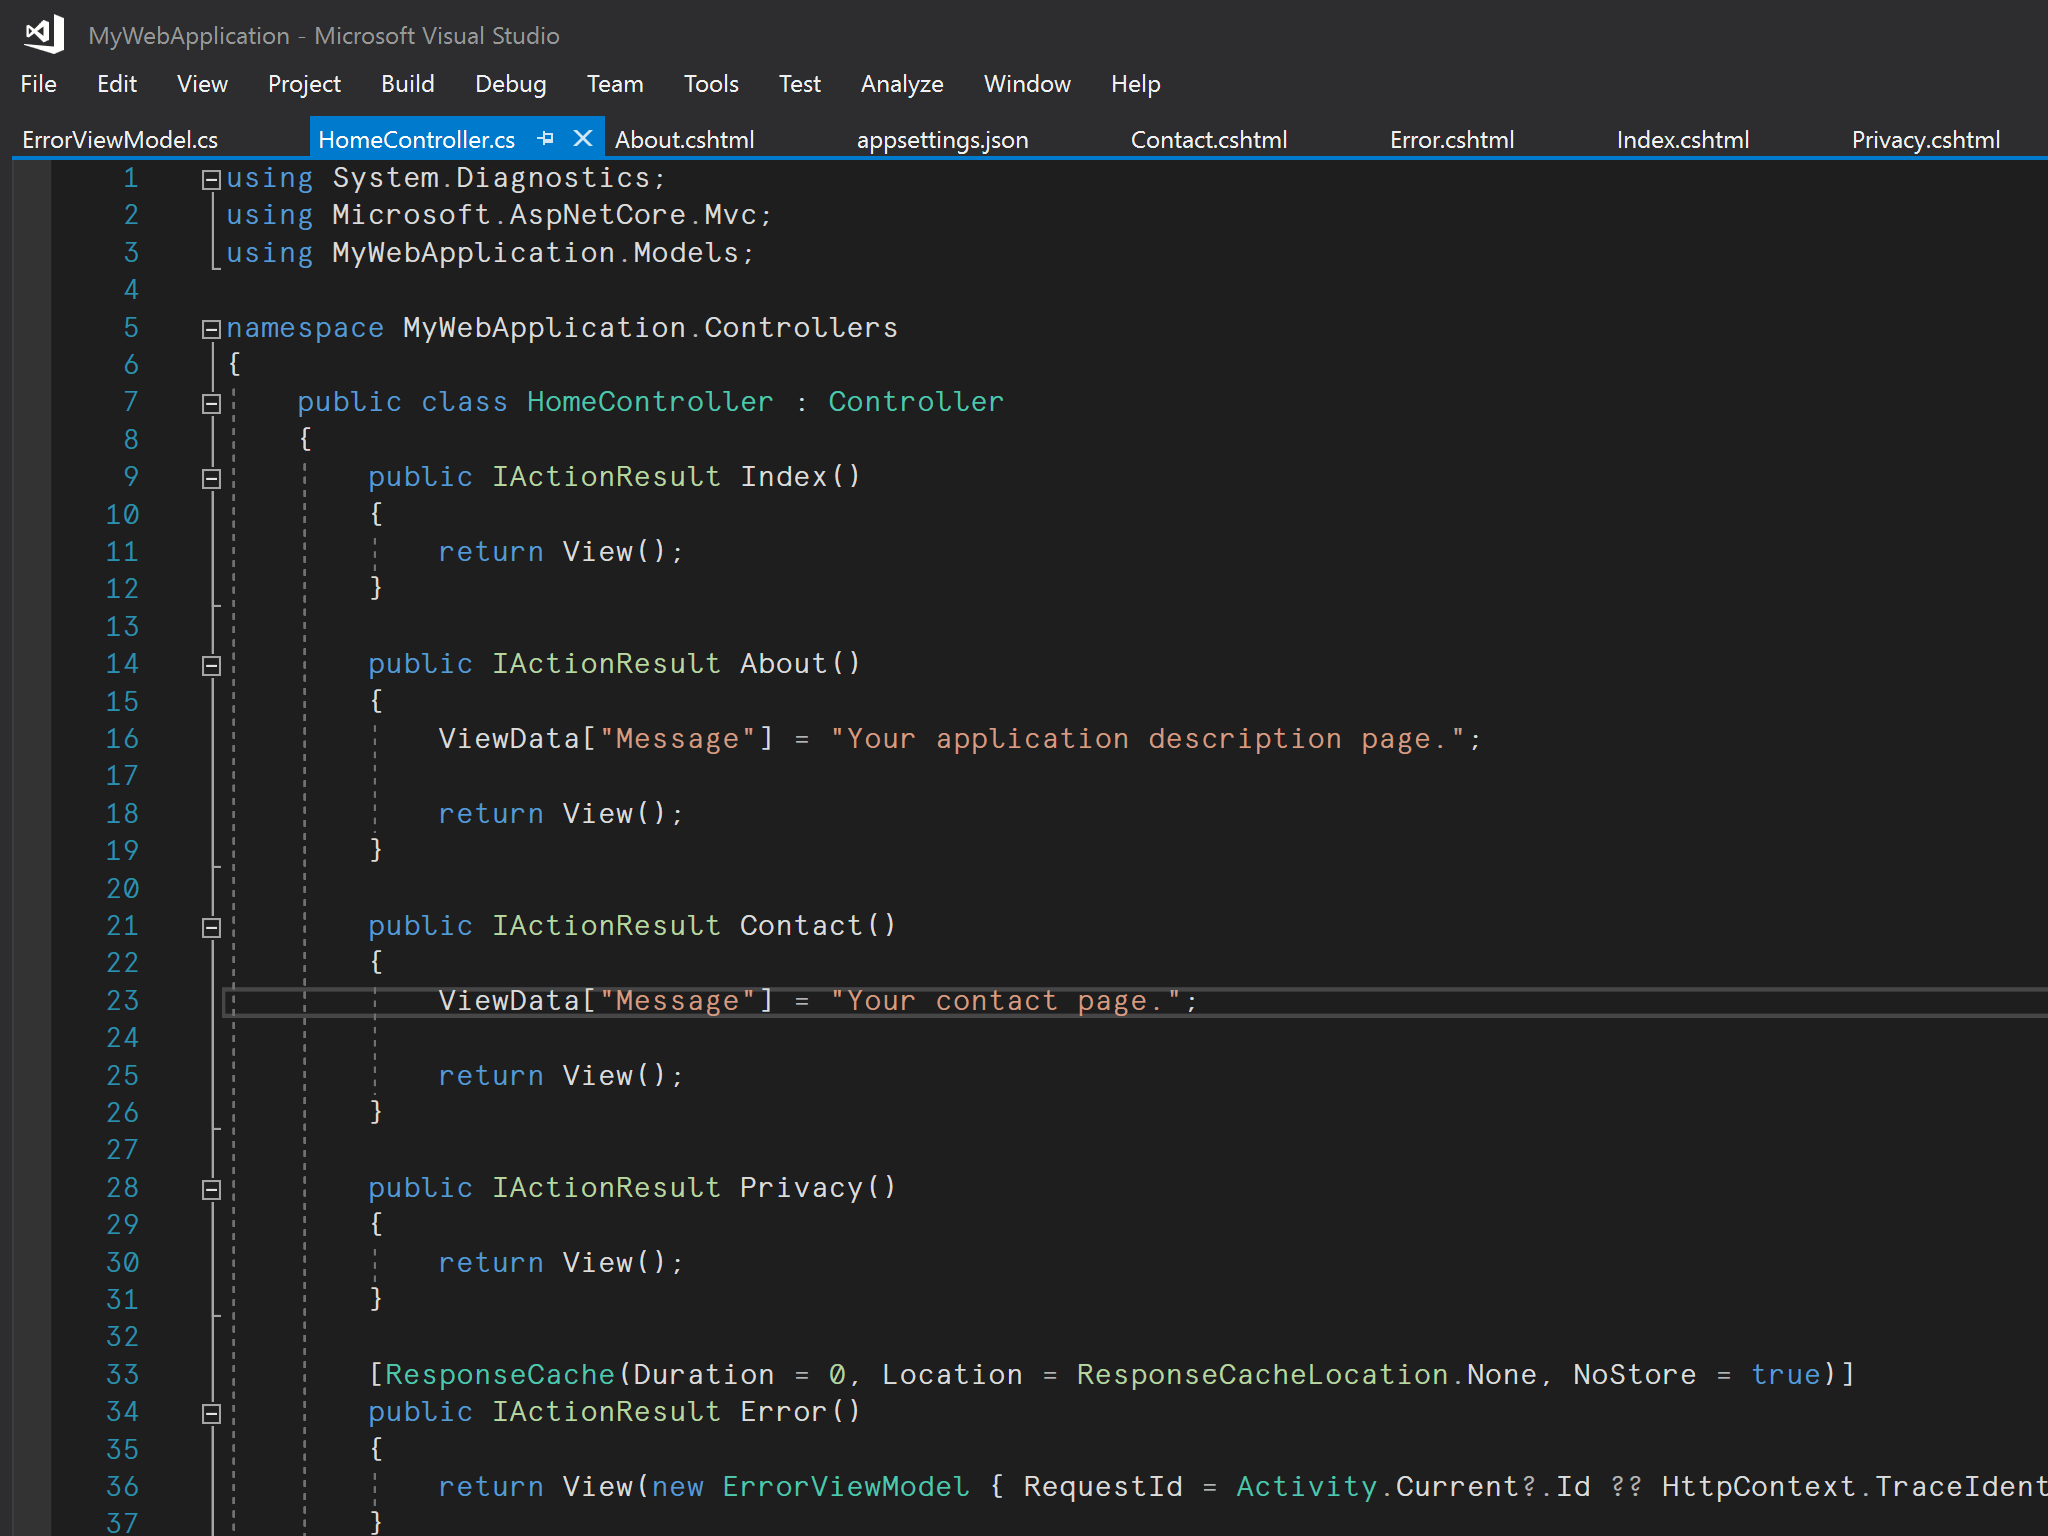 MyWebApplication - Microsoft Visual Studio
File Edit View Project Build Debug Team Tools Test Analyze Window Help
ErrorViewModel.cs HomeController.cs About.cshtml appsettings.json Contact.cshtml Error.cshtml Index.cshtml Privacy.cshtml
1 using System.Diagnostics;
2 using Microsoft.AspNetCore.Mvc;
3 using MyWebApplication.Models;
4
5 namespace MyWebApplication.Controllers
6 {
7 public class HomeController : Controller
8 {
9 public IActionResult Index()
10 {
11 return View();
12 }
13
14 public IActionResult About()
15 {
16 ViewData["Message"] = "Your application description page.";
17
18 return View();
19 }
20
21 public IActionResult Contact()
22 {
23 ViewData["Message"] = "Your contact page.";
24
25 return View();
26 }
27
28 public IActionResult Privacy()
29 {
30 return View();
31 }
32
33 [ResponseCache(Duration = 0, Location = ResponseCacheLocation.None, NoStore = true)]
34 public IActionResult Error()
35 {
36 return View(new ErrorViewModel { RequestId = Activity.Current?.Id ?? HttpContext.TraceIdent
37 }